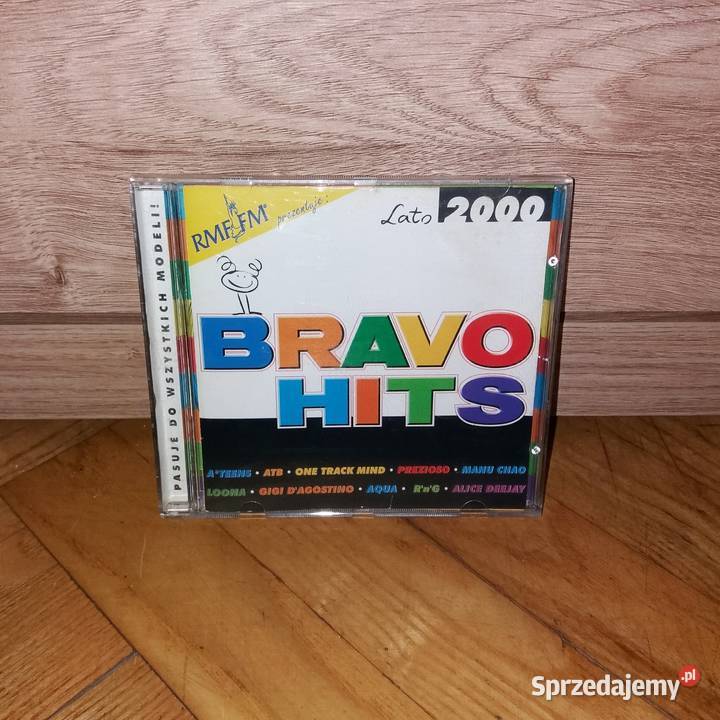 PASUJE DO WSZYSTKICH MODELI!
RMF FM prezentuje:
Lato 2000
BRAVO
HITS
A*TEENS • ATB • ONE TRACK MIND • PREZIOSO • MANU CHAO
LOONA • GIGI D'AGOSTINO • AQUA • R'n'G • ALICE DEEJAY
Sprzedajemy.pl